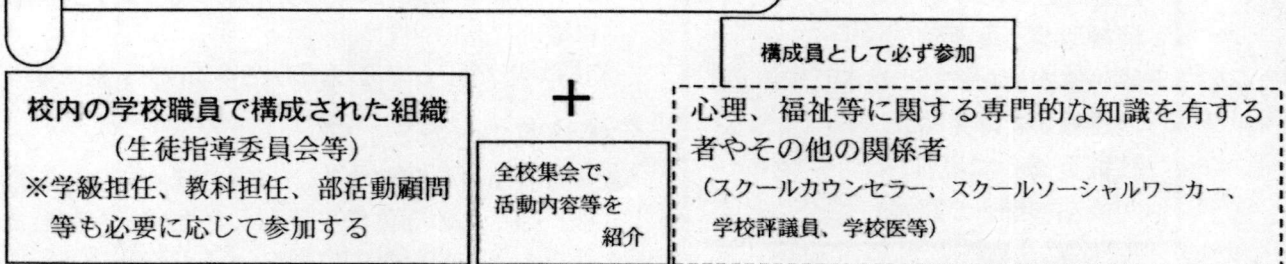 構成員として必ず参加
校内の学校職員で構成された組織
(生徒指導委員会等)
※学級担任、教科担任、部活動顧問
等も必要に応じて参加する
+
全校集会で、
活動内容等を
紹介
心理、福祉等に関する専門的な知識を有する
者やその他の関係者
(スクールカウンセラー、スクールソーシャルワーカー、
学校評議員、学校医等)